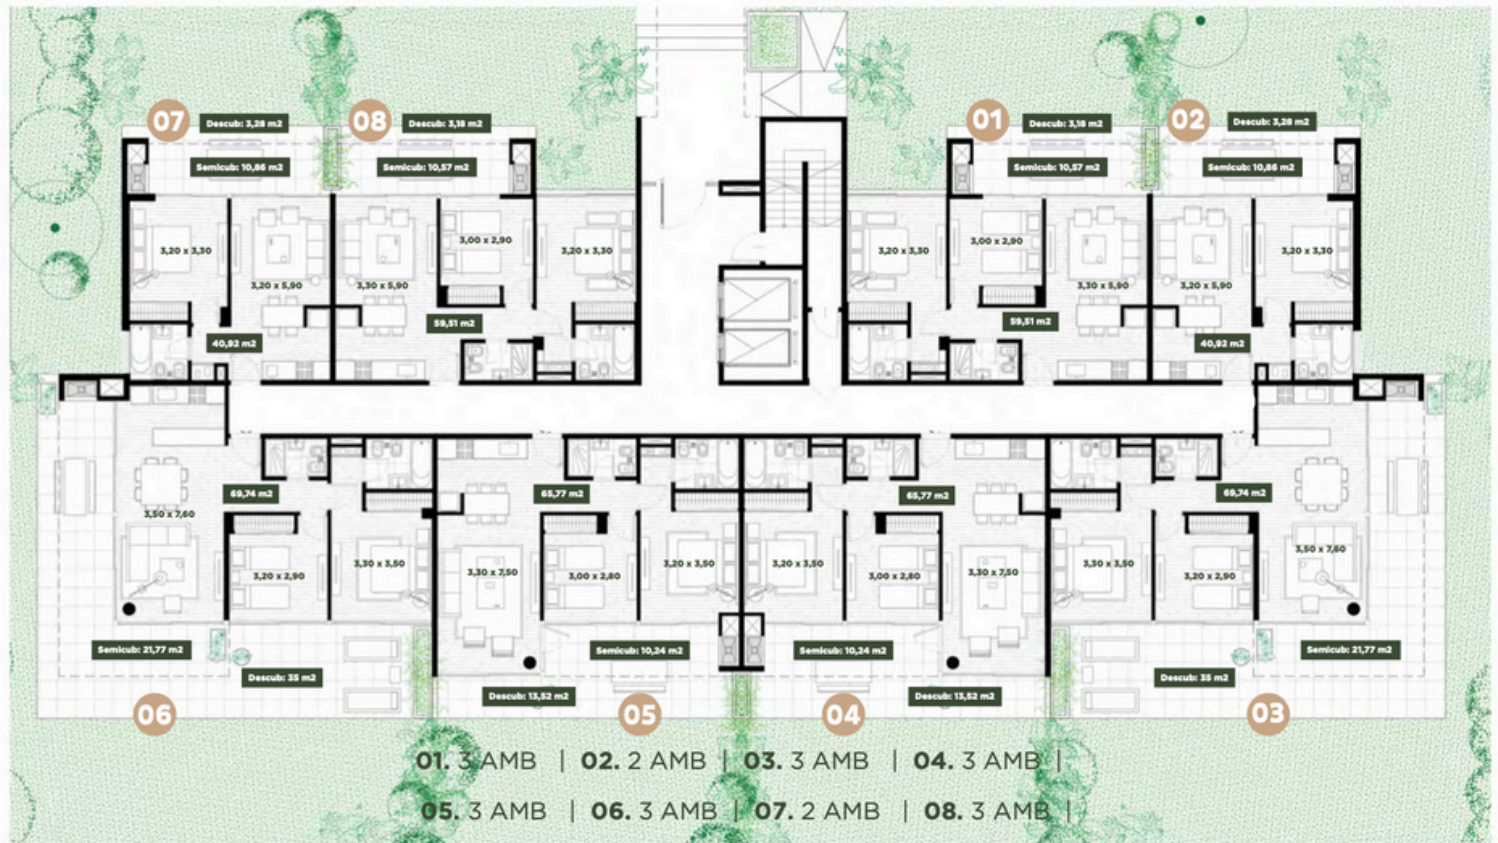 07
Descub: 3,28 m2
08
Descub: 3,18 m2
01
Descub: 3,18 m2
02
Descub: 3,28 m2
Semicub: 10,86 m2
Semicub: 10,57 m2
Semicub: 10,57 m2
Semicub: 10,86 m2
3,20 x 3,30
3,20 x 5,90
3,30 x 5,90
3,00 x 2,90
3,20 x 3,30
3,20 x 3,30
3,00 x 2,90
3,30 x 5,90
3,20 x 5,90
3,20 x 3,30
40,92 m2
59,51 m2
59,51 m2
40,92 m2
69,74 m2
65,77 m2
65,77 m2
69,74 m2
3,50 x 7,60
3,20 x 2,90
3,30 x 3,50
3,30 x 7,50
3,00 x 2,80
3,20 x 3,50
3,20 x 3,50
3,00 x 2,80
3,30 x 7,50
3,30 x 3,50
3,20 x 2,90
3,50 x 7,60
Semicub: 21,77 m2
Descub: 35 m2
Semicub: 10,24 m2
Descub: 13,52 m2
Semicub: 10,24 m2
Descub: 13,52 m2
Descub: 35 m2
Semicub: 21,77 m2
06
05
04
03
01. 3 AMB | 02. 2 AMB | 03. 3 AMB | 04. 3 AMB |
05. 3 AMB | 06. 3 AMB | 07. 2 AMB | 08. 3 AMB |